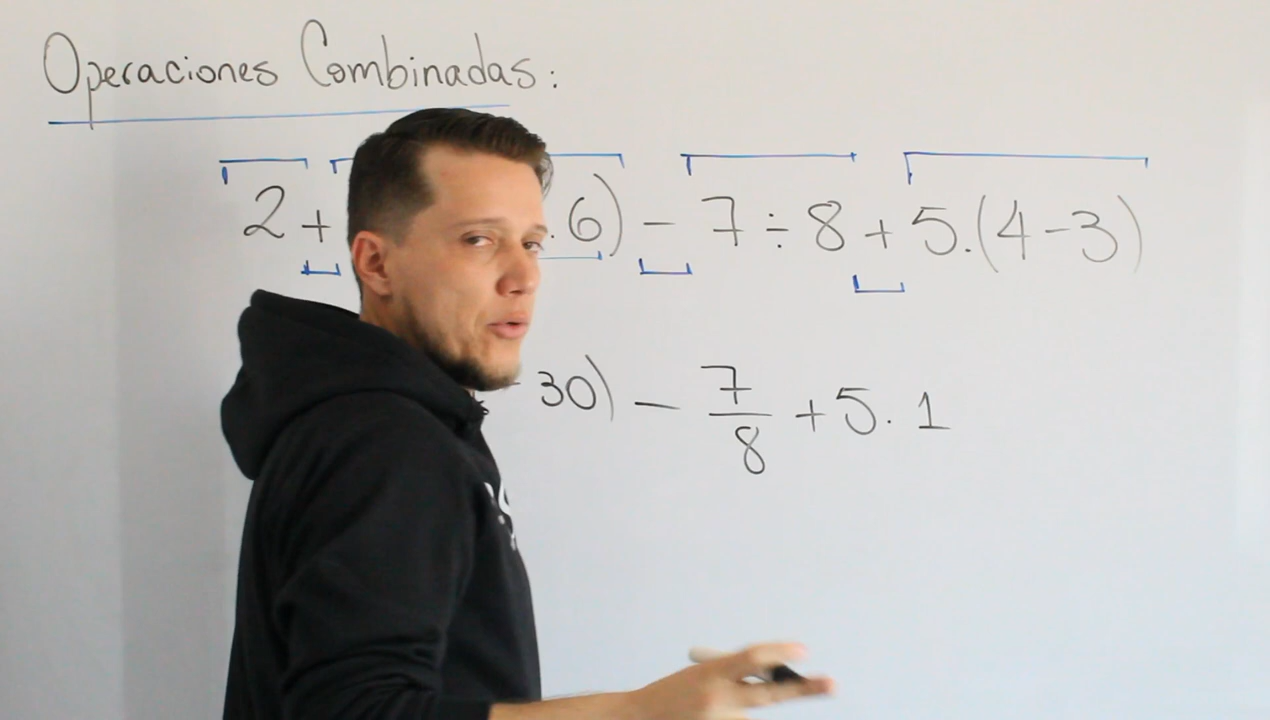 Operaciones Combinadas:
2+ .6) - 7÷8+5.(4-3)
- 30) - 7/8 +5. 1